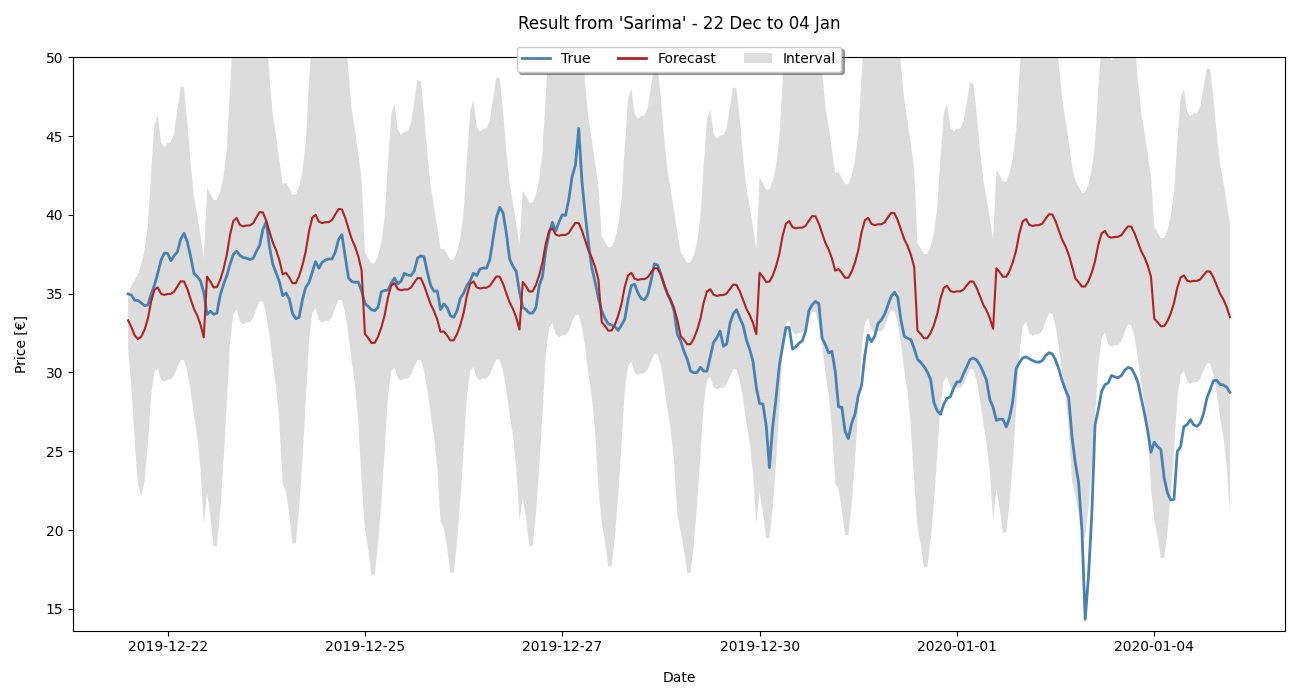 Result from 'Sarima' - 22 Dec to 04 Jan
True Forecast Interval
50
45
40
35
30
25
20
15
Price [€]
2019-12-22 2019-12-25 2019-12-27 2019-12-30 2020-01-01 2020-01-04
Date